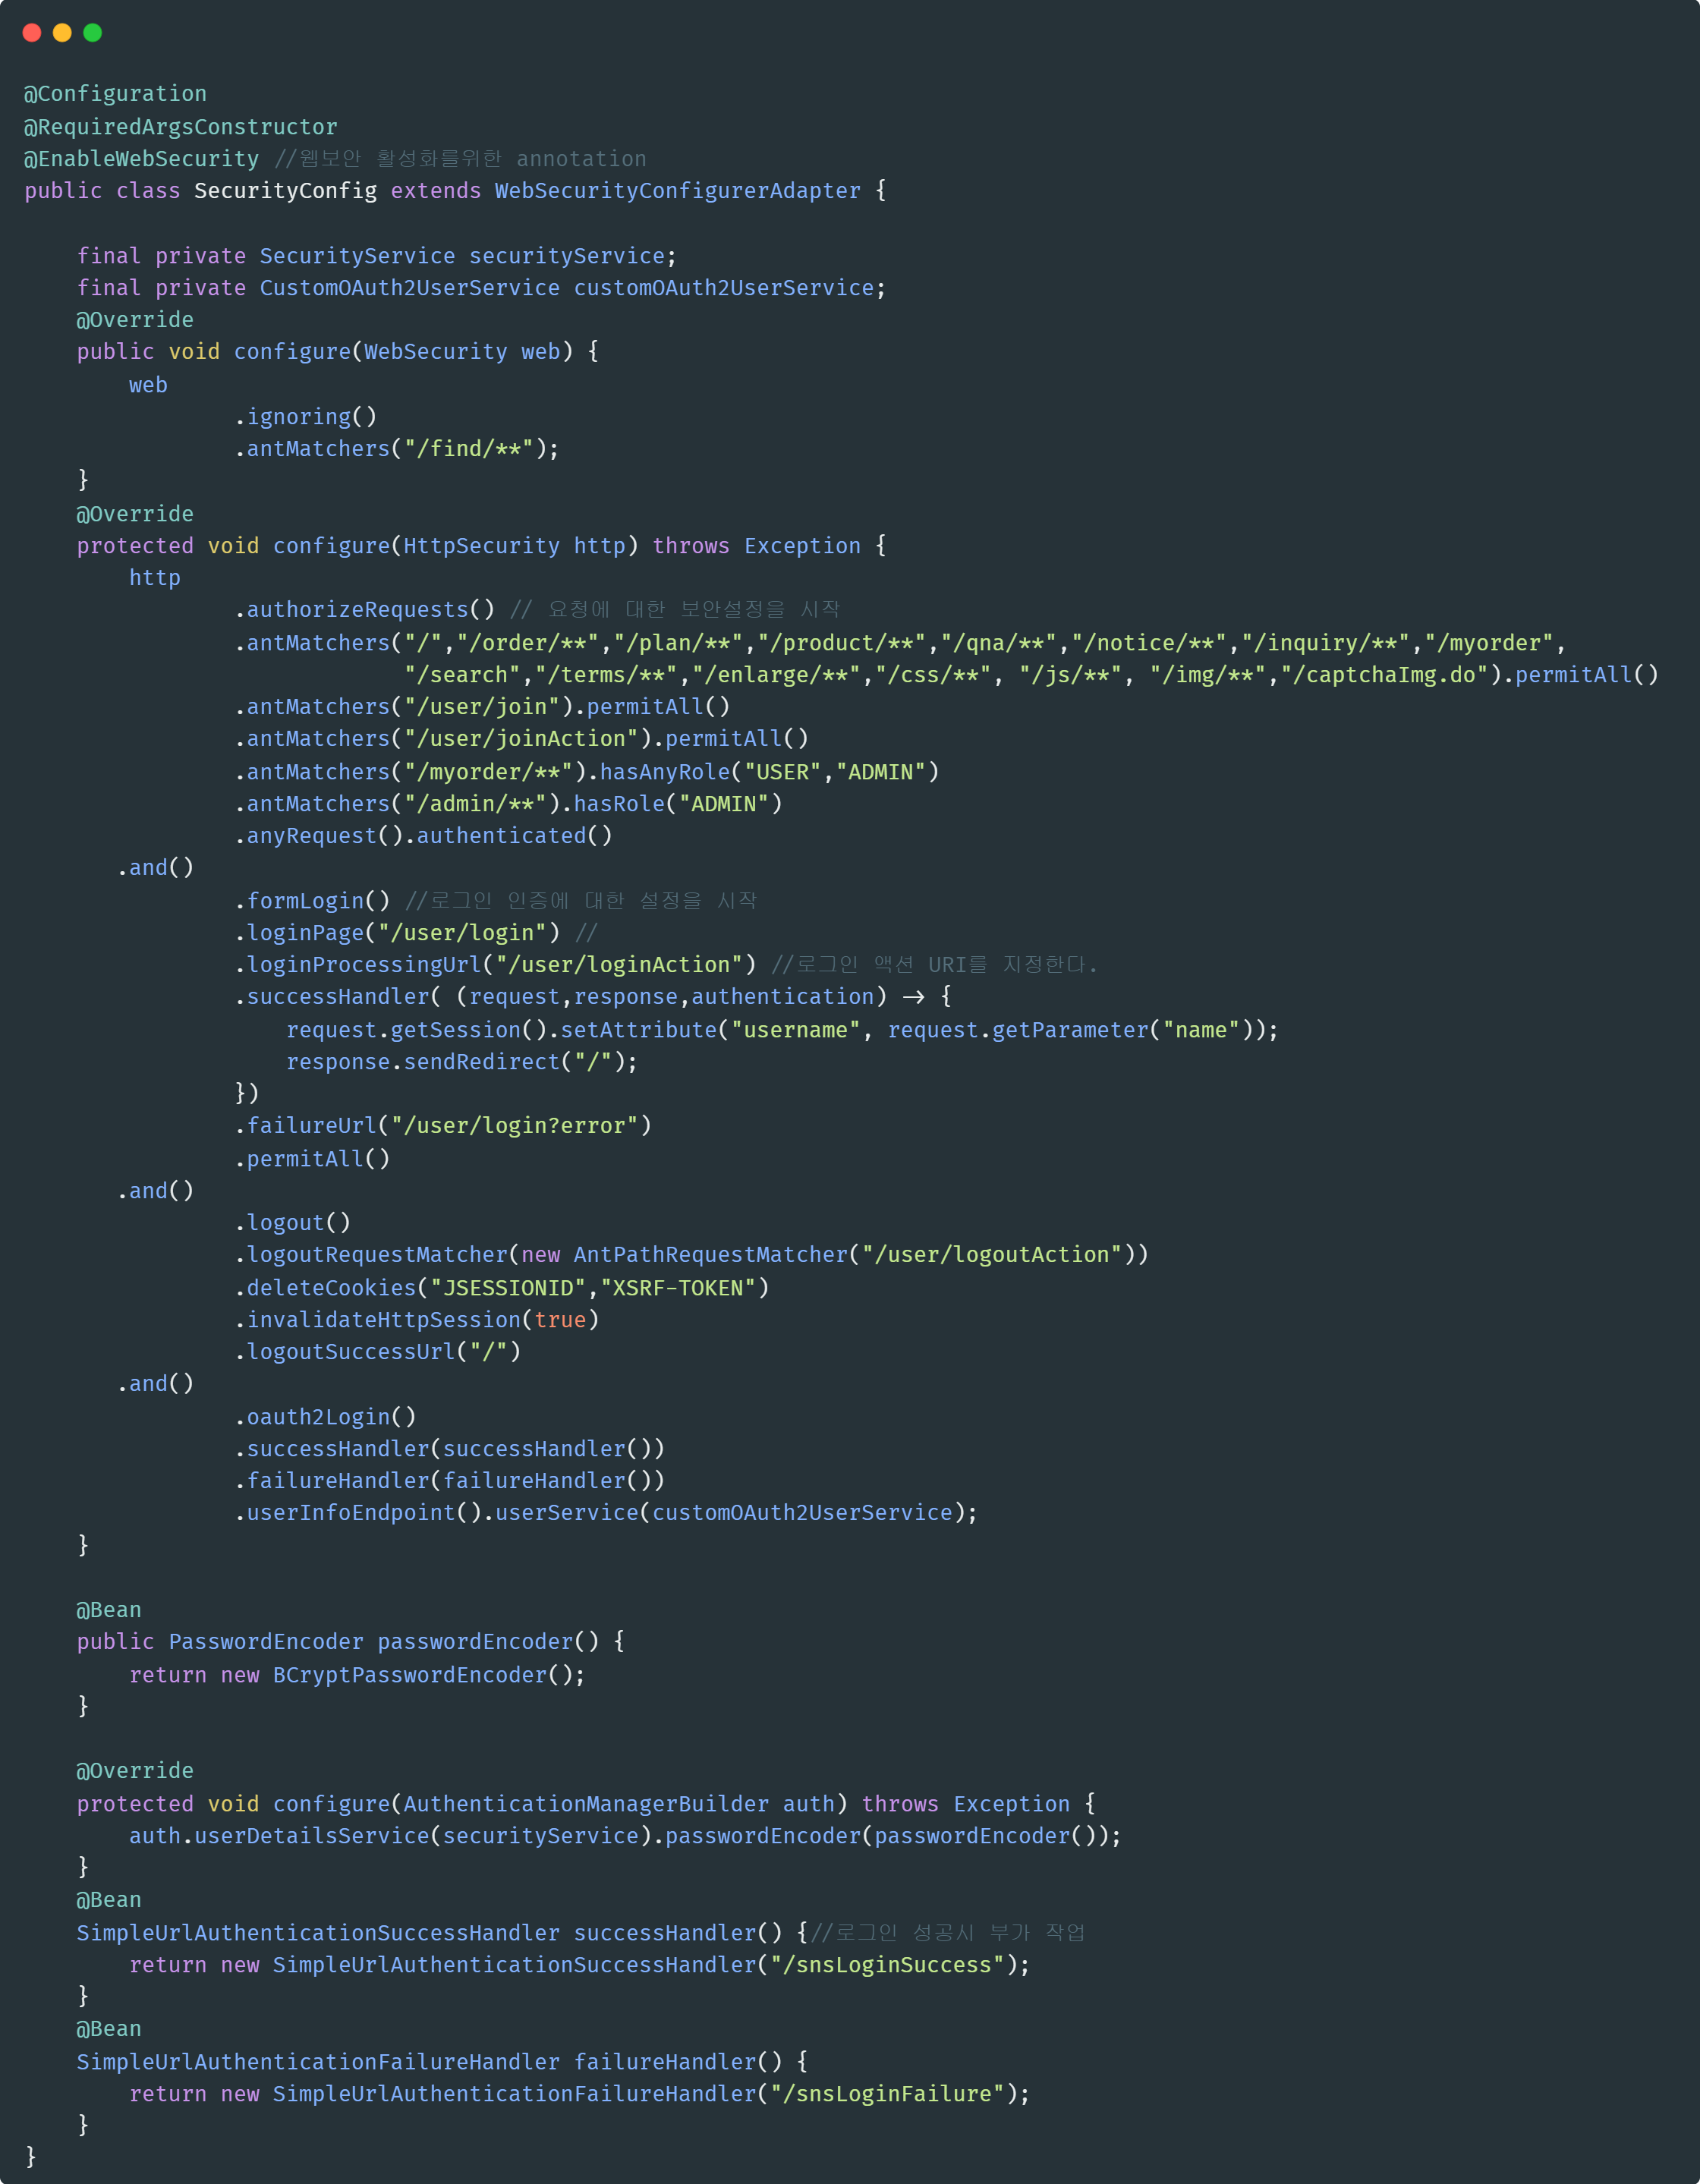 @Configuration
@RequiredArgsConstructor
@EnableWebSecurity //웹보안 활성화를위한 annotation
public class SecurityConfig extends WebSecurityConfigurerAdapter {
final private SecurityService securityService;
final private CustomOAuth2UserService customOAuth2UserService;
@Override
public void configure(WebSecurity web) {
web
.ignoring()
.antMatchers("/find/**");
}
@Override
protected void configure(HttpSecurity http) throws Exception {
http
.authorizeRequests() // 요청에 대한 보안설정을 시작
.antMatchers("/","/order/**","/plan/**","/product/**","/qna/**","/notice/**","/inquiry/**","/myorder",
"/search","/terms/**","/enlarge/**","/css/**", "/js/**", "/img/**","/captchaImg.do").permitAll()
.antMatchers("/user/join").permitAll()
.antMatchers("/user/joinAction").permitAll()
.antMatchers("/myorder/**").hasAnyRole("USER","ADMIN")
.antMatchers("/admin/**").hasRole("ADMIN")
.anyRequest().authenticated()
.and()
.formLogin() //로그인 인증에 대한 설정을 시작
.loginPage("/user/login") //
.loginProcessingUrl("/user/loginAction") //로그인 액션 URI를 지정한다.
.successHandler( (request,response,authentication) -> {
request.getSession().setAttribute("username", request.getParameter("name"));
response.sendRedirect("/");
})
.failureUrl("/user/login?error")
.permitAll()
.and()
.logout()
.logoutRequestMatcher(new AntPathRequestMatcher("/user/logoutAction"))
.deleteCookies("JSESSIONID","XSRF-TOKEN")
.invalidateHttpSession(true)
.logoutSuccessUrl("/")
.and()
.oauth2Login()
.successHandler(successHandler())
.failureHandler(failureHandler())
.userInfoEndpoint().userService(customOAuth2UserService);
}
@Bean
public PasswordEncoder passwordEncoder() {
return new BCryptPasswordEncoder();
}
@Override
protected void configure(AuthenticationManagerBuilder auth) throws Exception {
auth.userDetailsService(securityService).passwordEncoder(passwordEncoder());
}
@Bean
SimpleUrlAuthenticationSuccessHandler successHandler() {//로그인 성공시 부가 작업
return new SimpleUrlAuthenticationSuccessHandler("/snsLoginSuccess");
}
@Bean
SimpleUrlAuthenticationFailureHandler failureHandler() {
return new SimpleUrlAuthenticationFailureHandler("/snsLoginFailure");
}
}